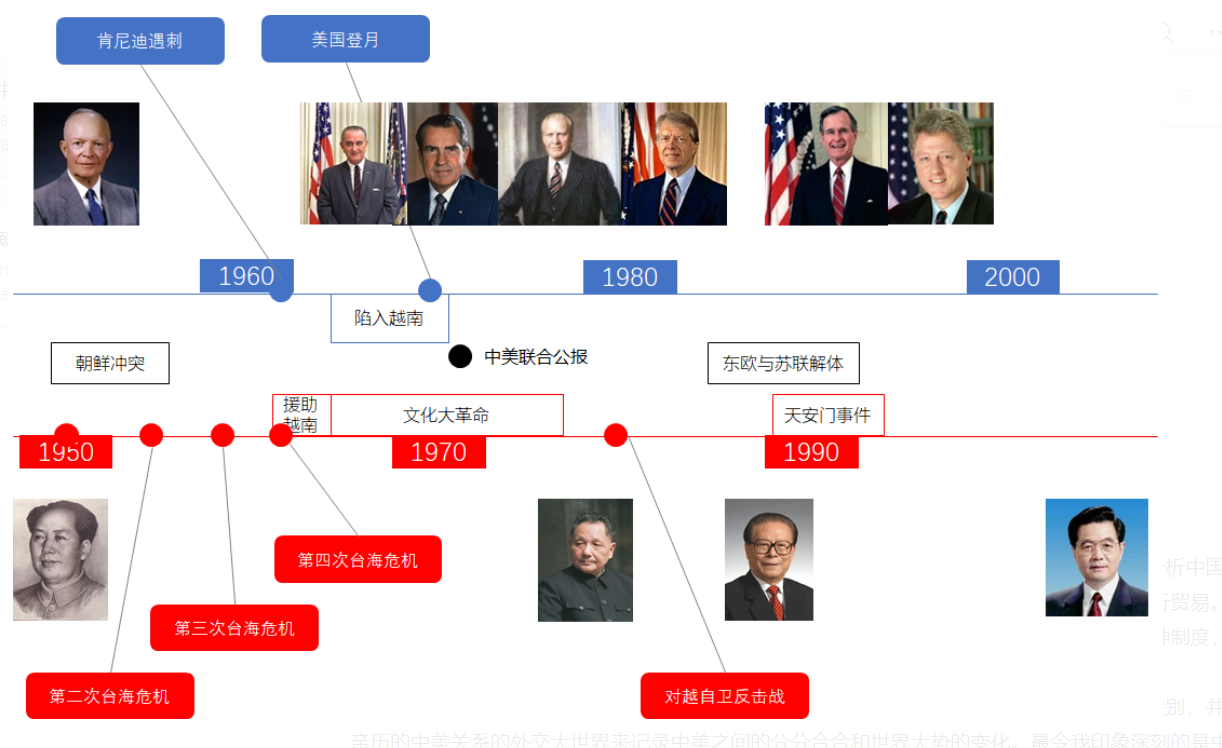 肯尼迪遇刺
美国登月
1960
1980
2000
陷入越南
中美联合公报
朝鲜冲突
东欧与苏联解体
援助
越南
文化大革命
天安门事件
1950
1970
1990
第四次台海危机
第三次台海危机
第二次台海危机
对越自卫反击战
析中国
行贸易。
中制度，
别，并
亲历的中美关系的外交大世界来记录中美之间的分分合合和世界大势的变化。最令我印象深刻的是由